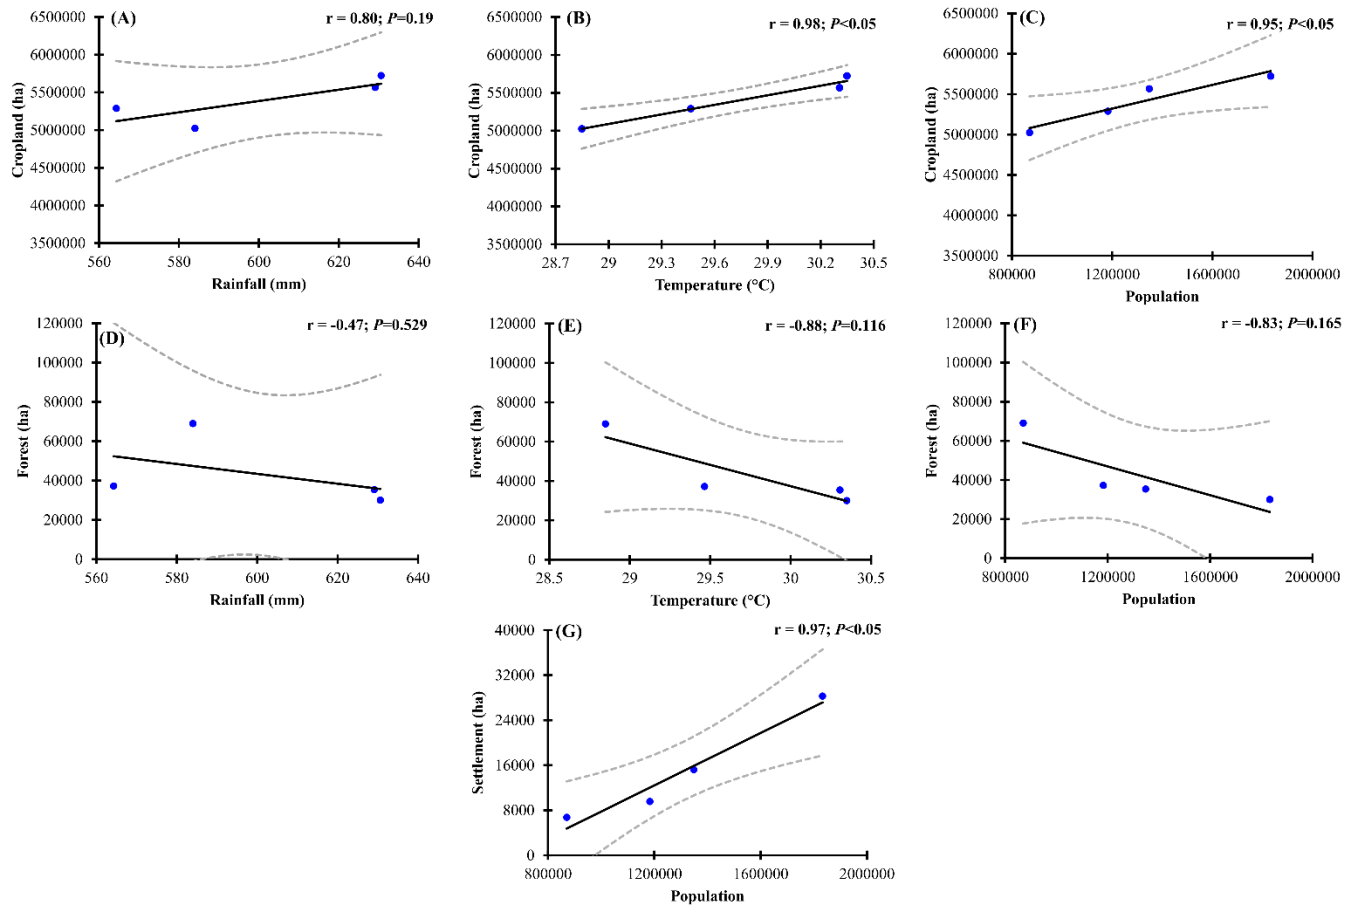 (A)
r = 0.80; P=0.19
6500000
6000000
5500000
5000000
4500000
4000000
3500000
Cropland (ha)
560
580
600
620
640
Rainfall (mm)
(B)
r = 0.98; P<0.05
6500000
6000000
5500000
5000000
4500000
4000000
3500000
Cropland (ha)
28.7
29
29.3
29.6
29.9
30.2
30.5
Temperature (°C)
(C)
r = 0.95; P<0.05
6500000
6000000
5500000
5000000
4500000
4000000
3500000
Cropland (ha)
800000
1200000
1600000
2000000
Population
(D)
r = -0.47; P=0.529
120000
100000
80000
60000
40000
20000
0
Forest (ha)
560
580
600
620
640
Rainfall (mm)
(E)
r = -0.88; P=0.116
120000
100000
80000
60000
40000
20000
0
Forest (ha)
28.5
29
29.5
30
30.5
Temperature (°C)
(F)
r = -0.83; P=0.165
120000
100000
80000
60000
40000
20000
0
Forest (ha)
800000
1200000
1600000
2000000
Population
(G)
r = 0.97; P<0.05
40000
32000
24000
16000
8000
0
Settlement (ha)
800000
1200000
1600000
2000000
Population